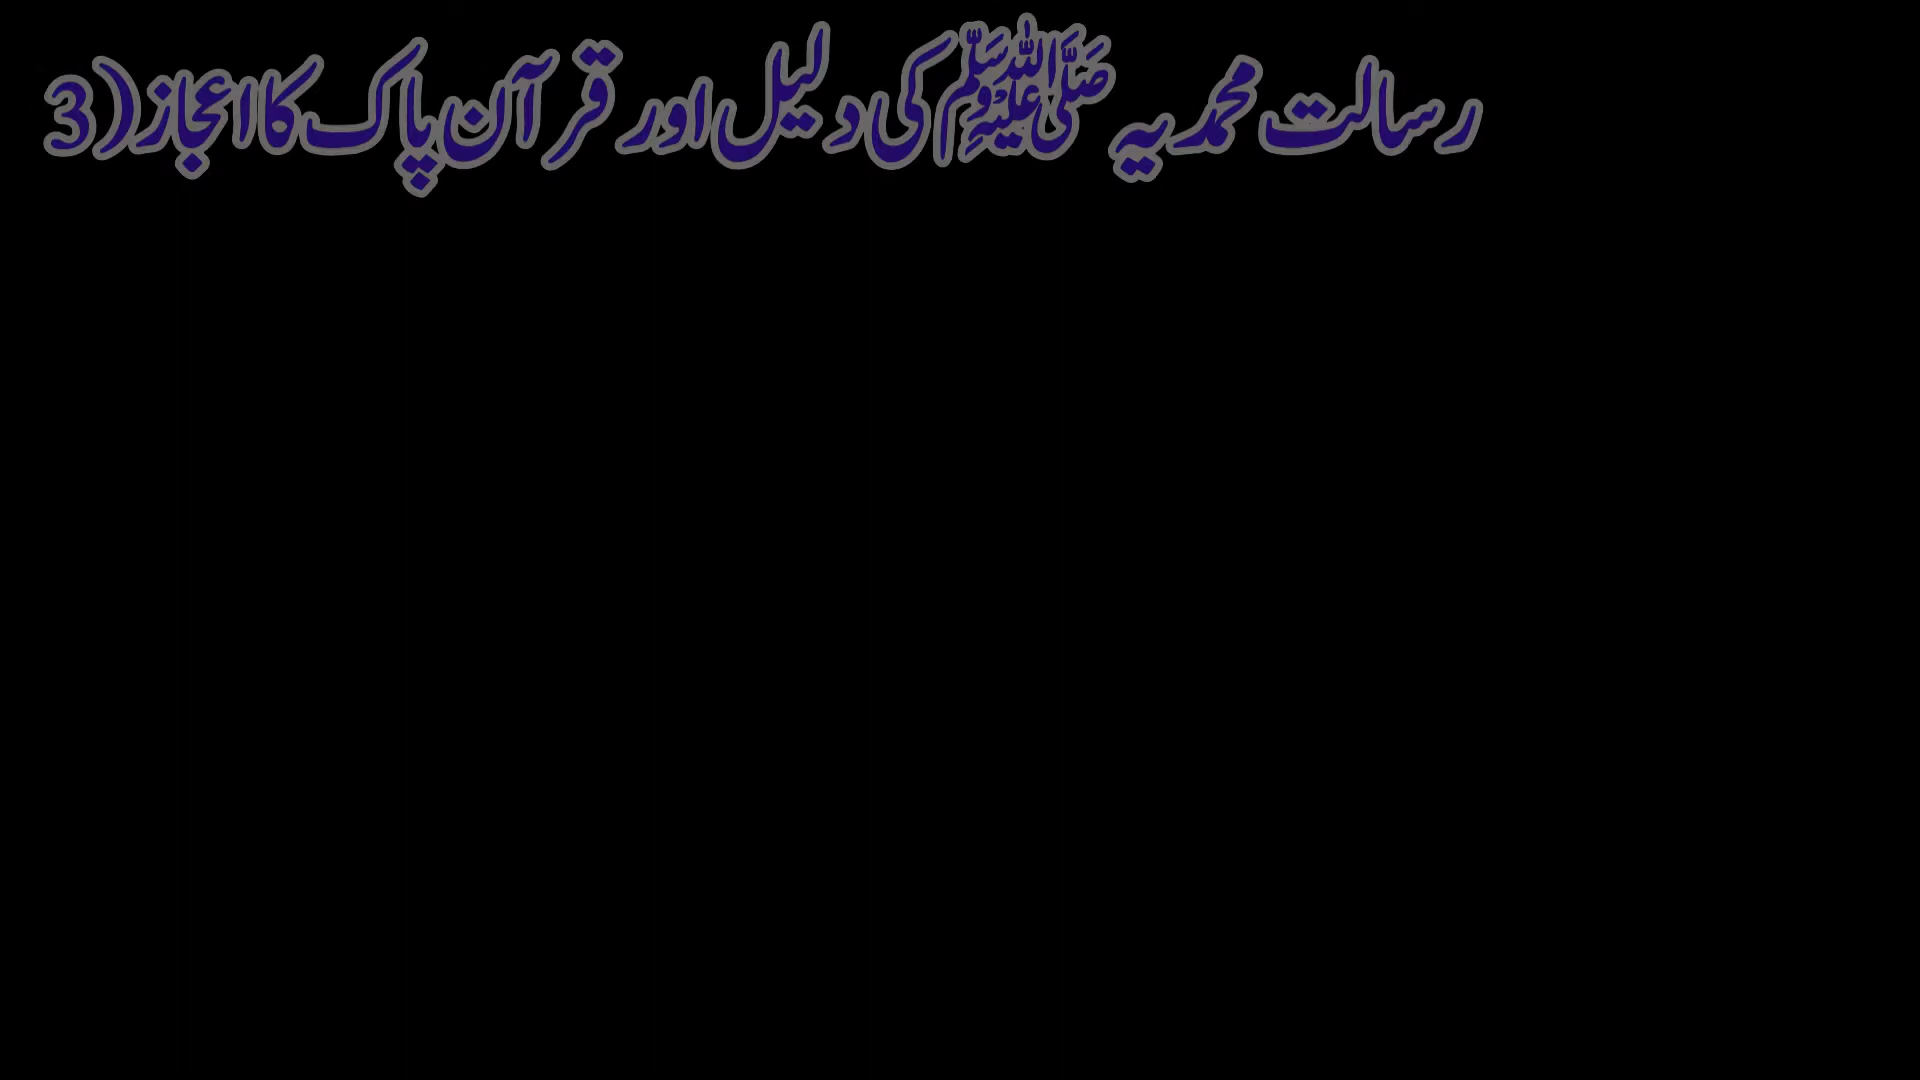 رسالت محمدیہ ﷺ کی دلیل اور قرآن پاک کا اعجاز(3